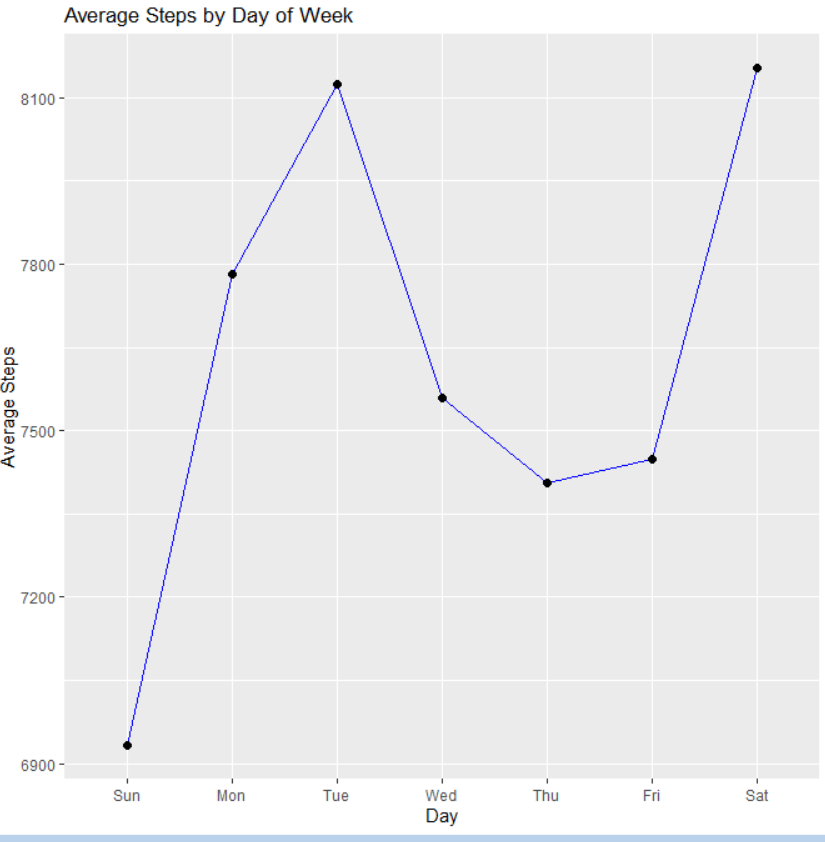 Average Steps by Day of Week
Average Steps
8100
7800
7500
7200
6900
Sun Mon Tue Wed Thu Fri Sat
Day